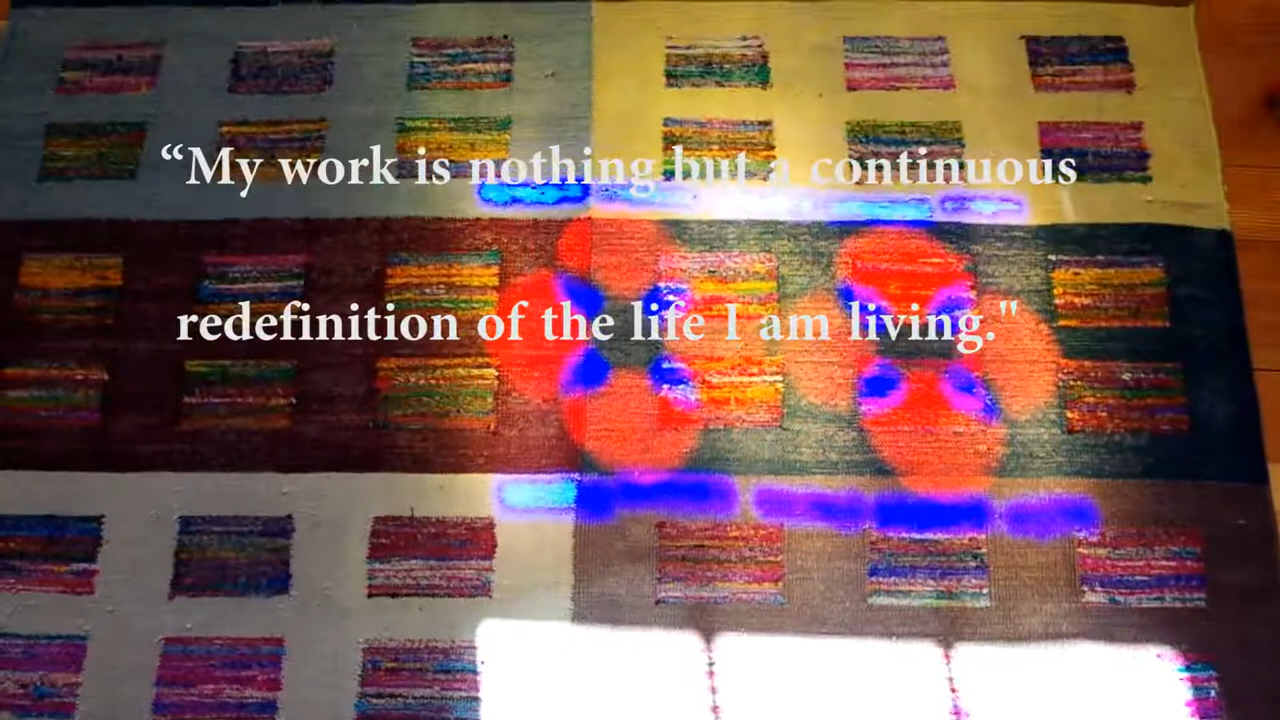 “My work is nothing but a continuous
redefinition of the life I am living."